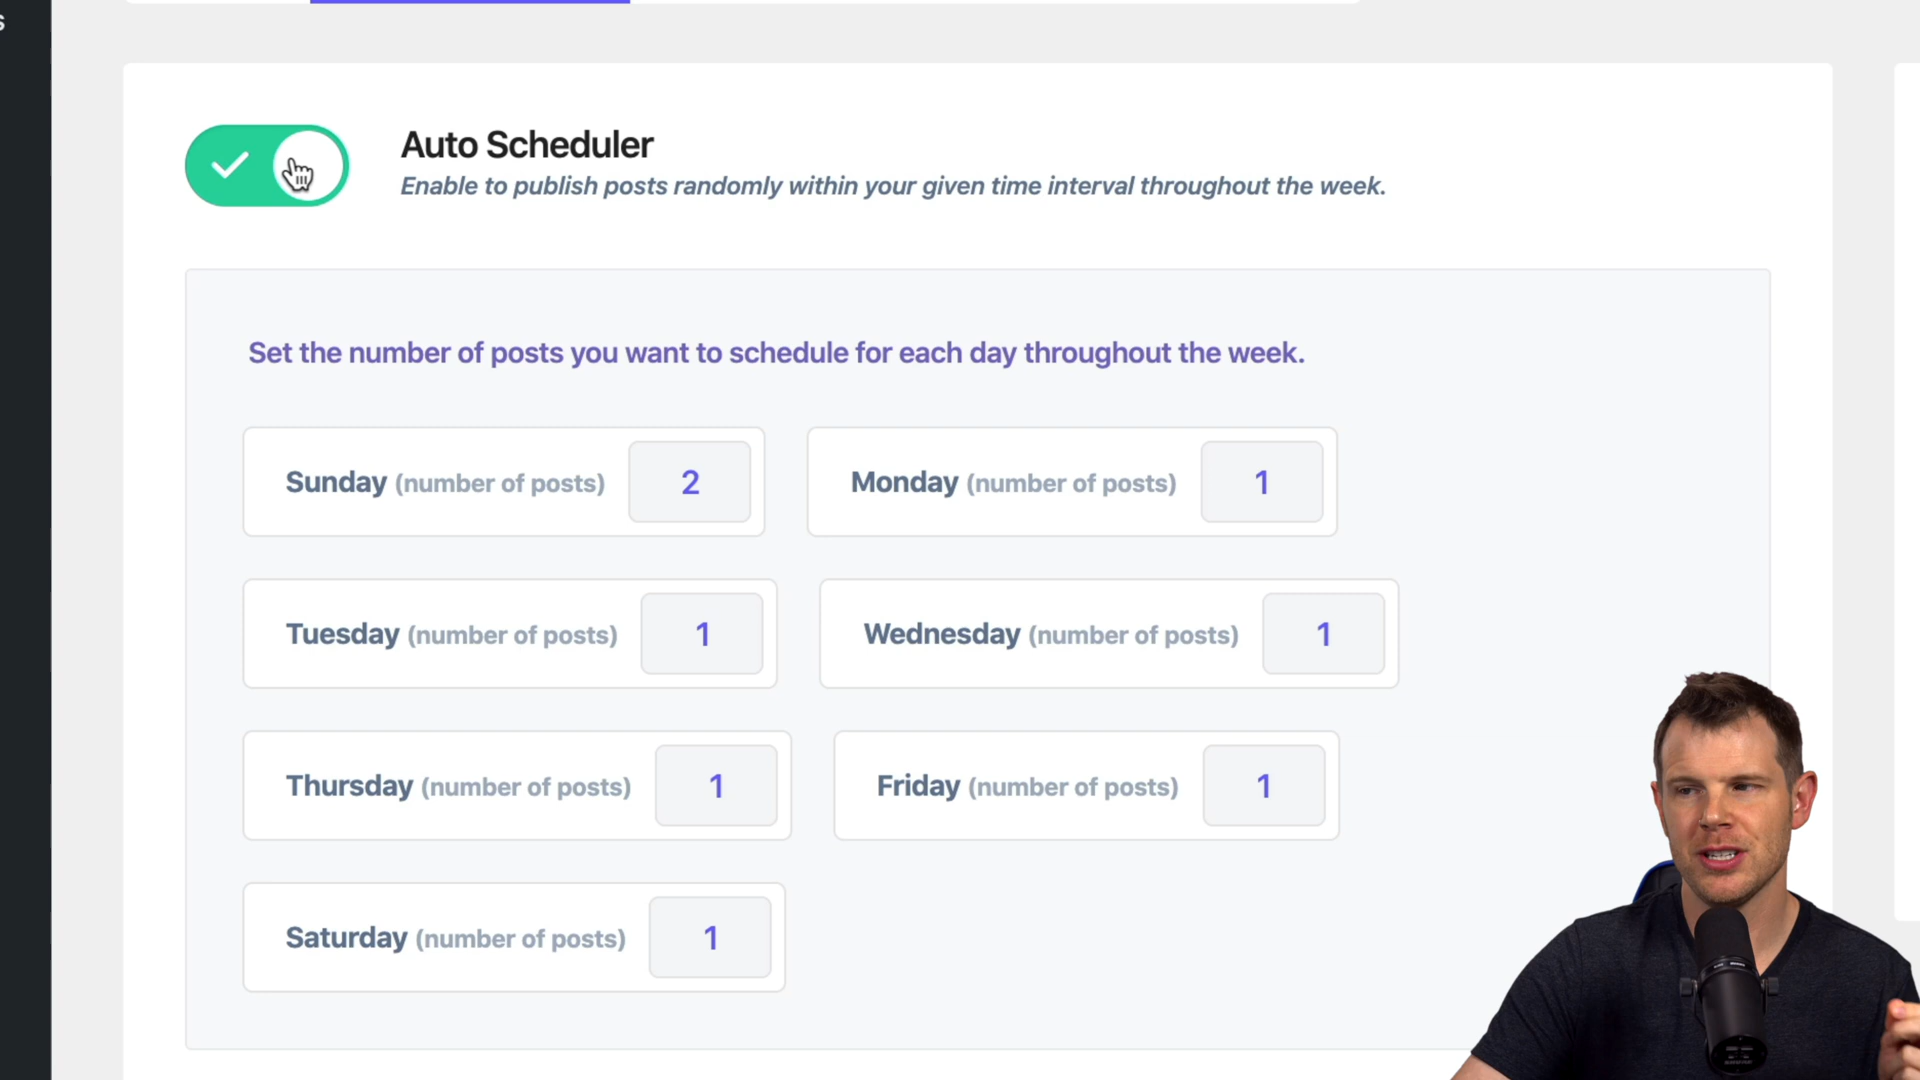 s
Auto Scheduler
Enable to publish posts randomly within your given time interval throughout the week.
Set the number of posts you want to schedule for each day throughout the week.
Sunday (number of posts) 2
Monday (number of posts) 1
Tuesday (number of posts) 1
Wednesday (number of posts) 1
Thursday (number of posts) 1
Friday (number of posts) 1
Saturday (number of posts) 1